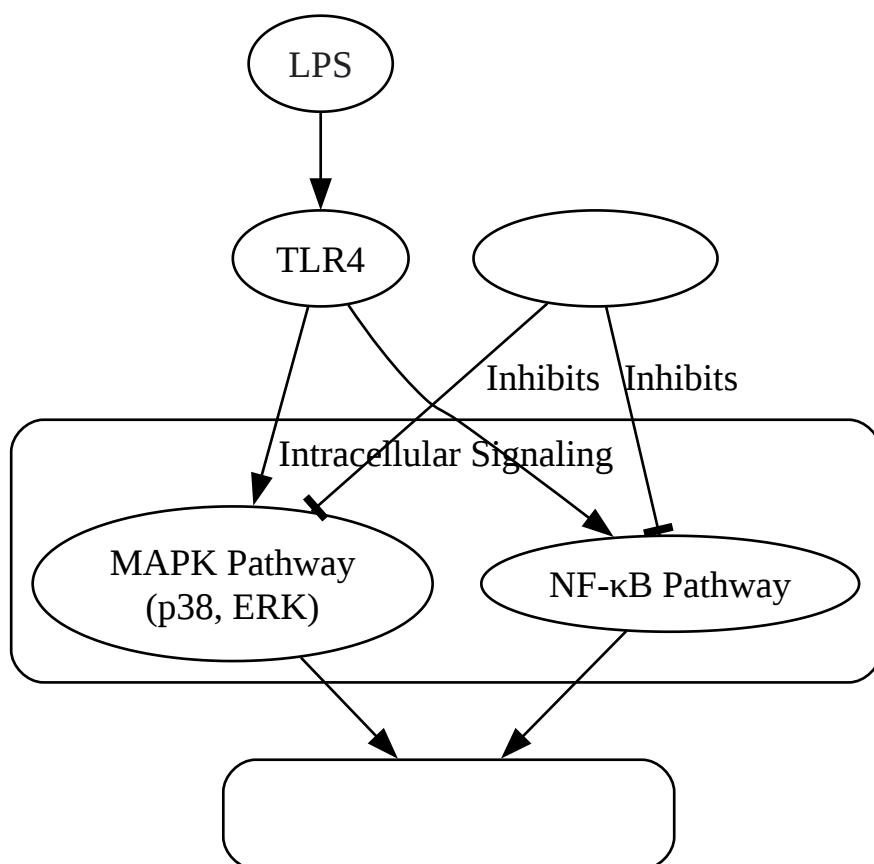 LPS
TLR4
Inhibits
Inhibits
Intracellular Signaling
MAPK Pathway
(p38, ERK)
NF-κB Pathway